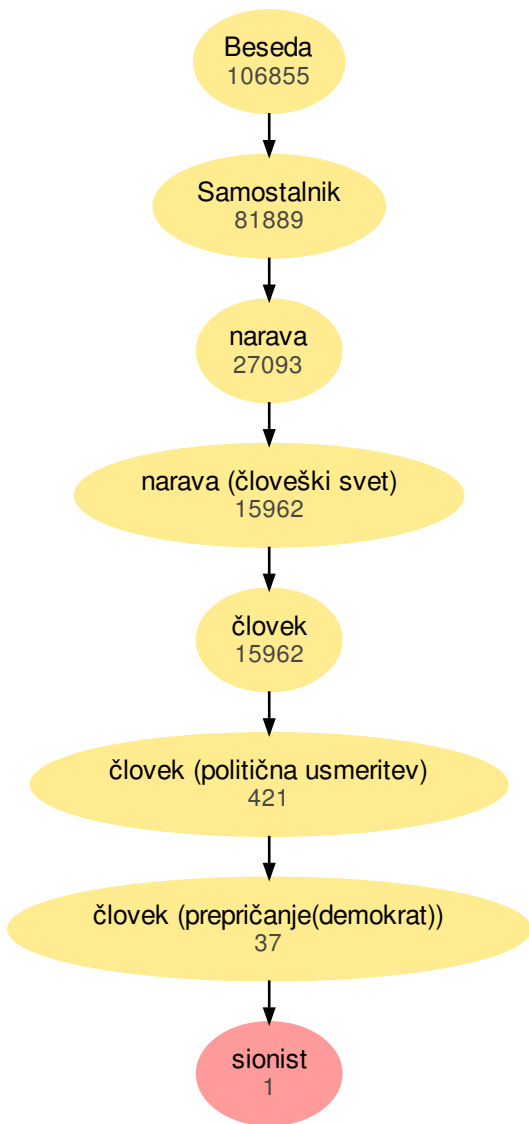 Beseda
106855
Samostalnik
81889
narava
27093
narava (človeški svet)
15962
človek
15962
človek (politična usmeritev)
421
človek (prepričanje(demokrat))
37
sionist
1